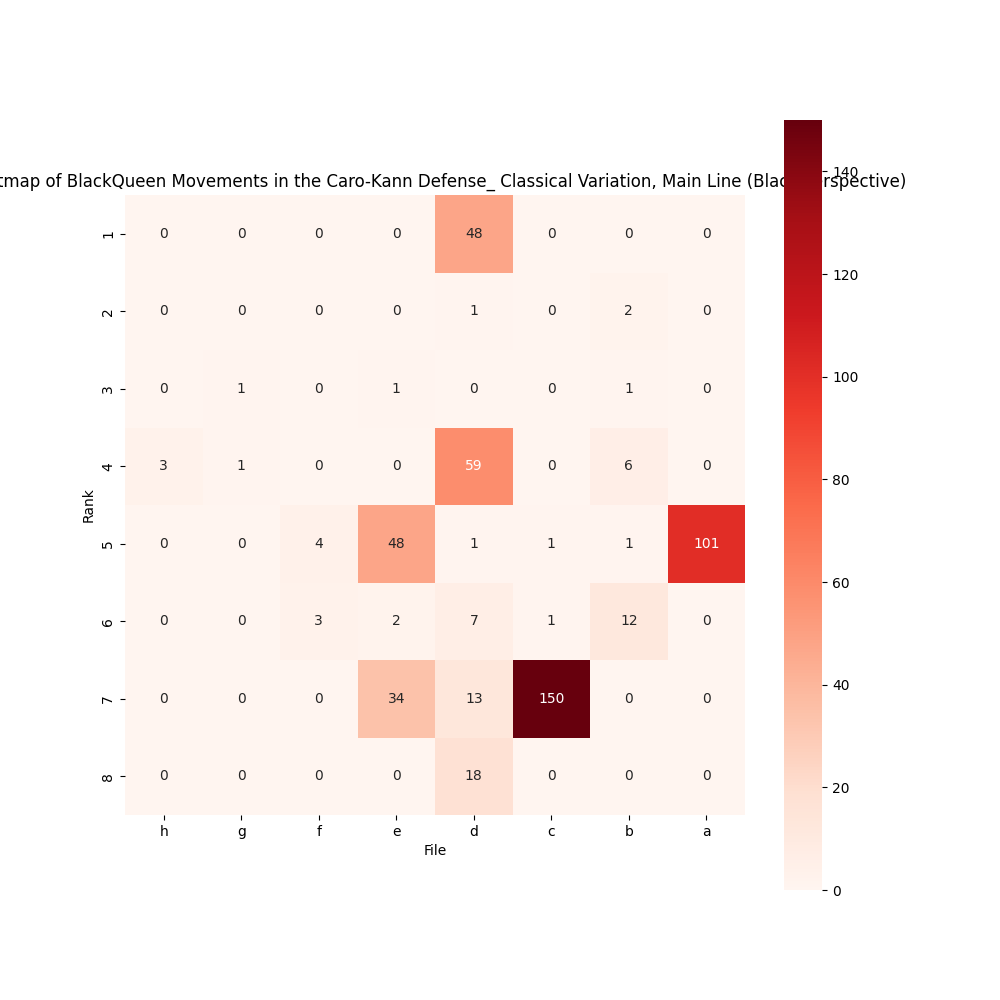 tmap of BlackQueen Movements in the Caro-Kann Defense_ Classical Variation, Main Line (Blac rspective)
140
1 0 0 0 0 48 0 0 0
120
2 0 0 0 0 1 0 2 0
3 0 1 0 1 0 0 1 0
100
4 3 1 0 0 59 0 6 0
80
Rank
5 0 0 4 48 1 1 1 101
60
6 0 0 3 2 7 1 12 0
40
7 0 0 0 34 13 150 0 0
20
8 0 0 0 0 18 0 0 0
h g f e d c b a
File
0